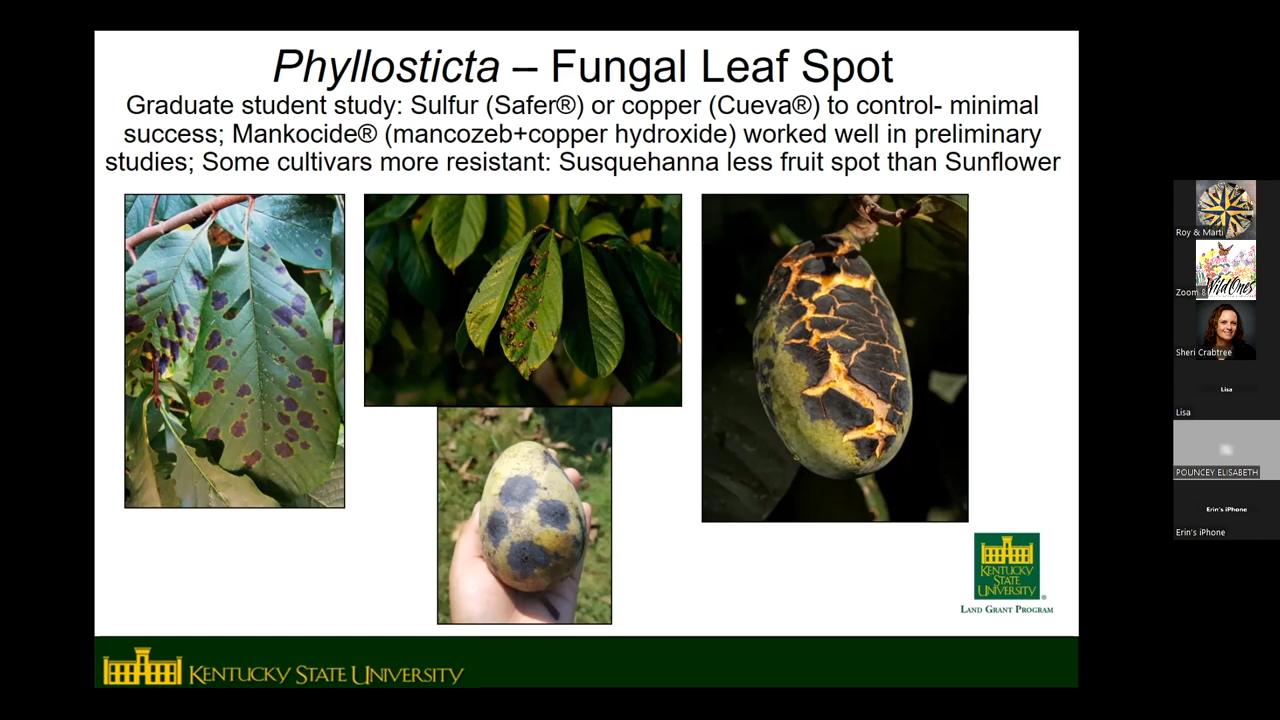 Phyllosticta – Fungal Leaf Spot
Graduate student study: Sulfur (Safer®) or copper (Cueva®) to control- minimal
success; Mankocide® (mancozeb+copper hydroxide) worked well in preliminary
studies; Some cultivars more resistant: Susquehanna less fruit spot than Sunflower
KENTUCKY
STATE
UNIVERSITY
®
LAND GRANT PROGRAM
KENTUCKY STATE UNIVERSITY
Roy & Marti
Wild Ones
Zoom 8
Sheri Crabtree
Lisa
Lisa
POUNCEY ELISABETH
Erin's iPhone
Erin's iPhone